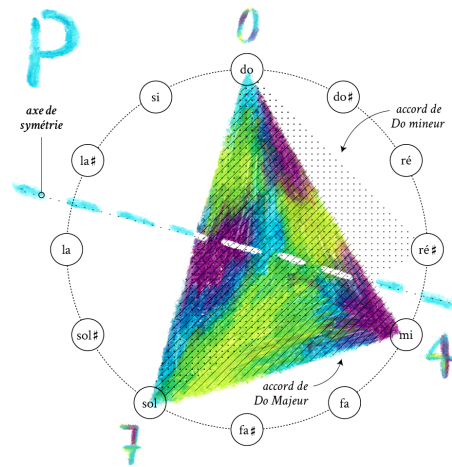 P
0
do
si
do♯
axe de
symétrie
accord de
Do mineur
la♯
ré
la
ré♯
sol♯
mi
4
accord de
Do Majeur
sol
fa
fa♯
7